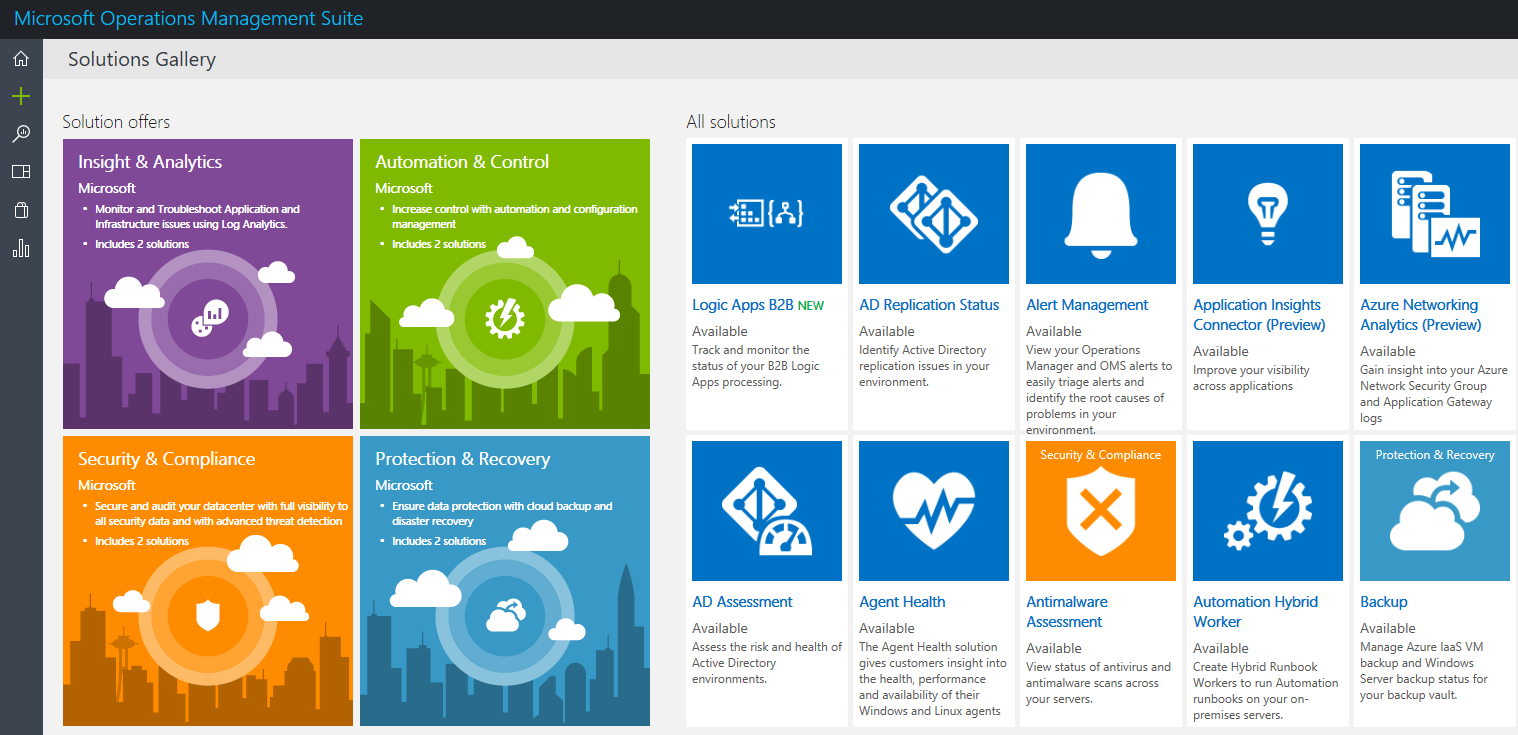 Microsoft Operations Management Suite
Solutions Gallery
Solution offers
Insight & Analytics
Microsoft
• Monitor and Troubleshoot Application and
Infrastructure issues using Log Analytics.
• Includes 2 solutions
Automation & Control
Microsoft
• Increase control with automation and configuration
management
• Includes 2 solutions
Security & Compliance
Microsoft
• Secure and audit your datacenter with full visibility to
all security data and with advanced threat detection
• Includes 2 solutions
Protection & Recovery
Microsoft
• Ensure data protection with cloud backup and
disaster recovery
• Includes 2 solutions
All solutions
Logic Apps B2B NEW
Available
Track and monitor the
status of your B2B Logic
Apps processing.
AD Replication Status
Available
Identify Active Directory
replication issues in your
environment.
Alert Management
Available
View your Operations
Manager and OMS alerts to
easily triage alerts and
identify the root causes of
problems in your
environment.
Application Insights
Connector (Preview)
Available
Improve your visibility
across applications
Azure Networking
Analytics (Preview)
Available
Gain insight into your Azure
Network Security Group
and Application Gateway
logs
AD Assessment
Available
Assess the risk and health of
Active Directory
environments.
Agent Health
Available
The Agent Health solution
gives customers insight into
the health, performance
and availability of their
Windows and Linux agents
Security & Compliance
Antimalware
Assessment
Available
View status of antivirus and
antimalware scans across
your servers.
Automation Hybrid
Worker
Available
Create Hybrid Runbook
Workers to run Automation
runbooks on your on-
premises servers.
Protection & Recovery
Backup
Available
Manage Azure IaaS VM
backup and Windows
Server backup status for
your backup vault.